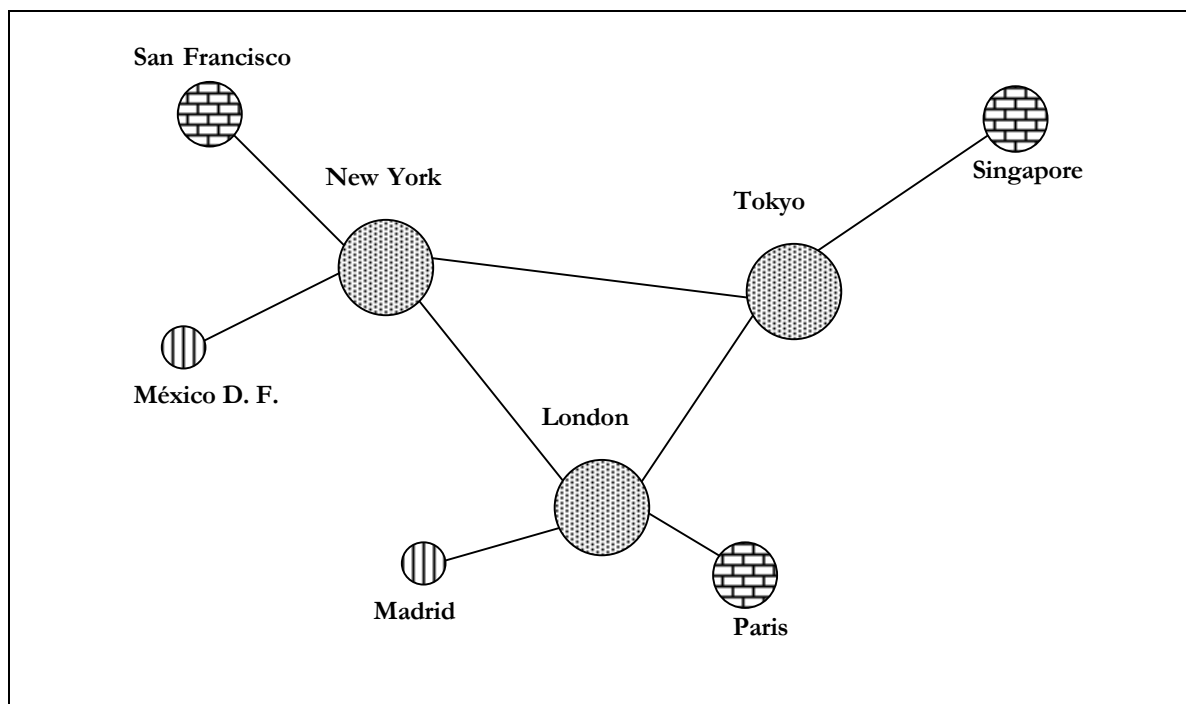 San Francisco
New York
Singapore
Tokyo
México D. F.
London
Madrid
Paris